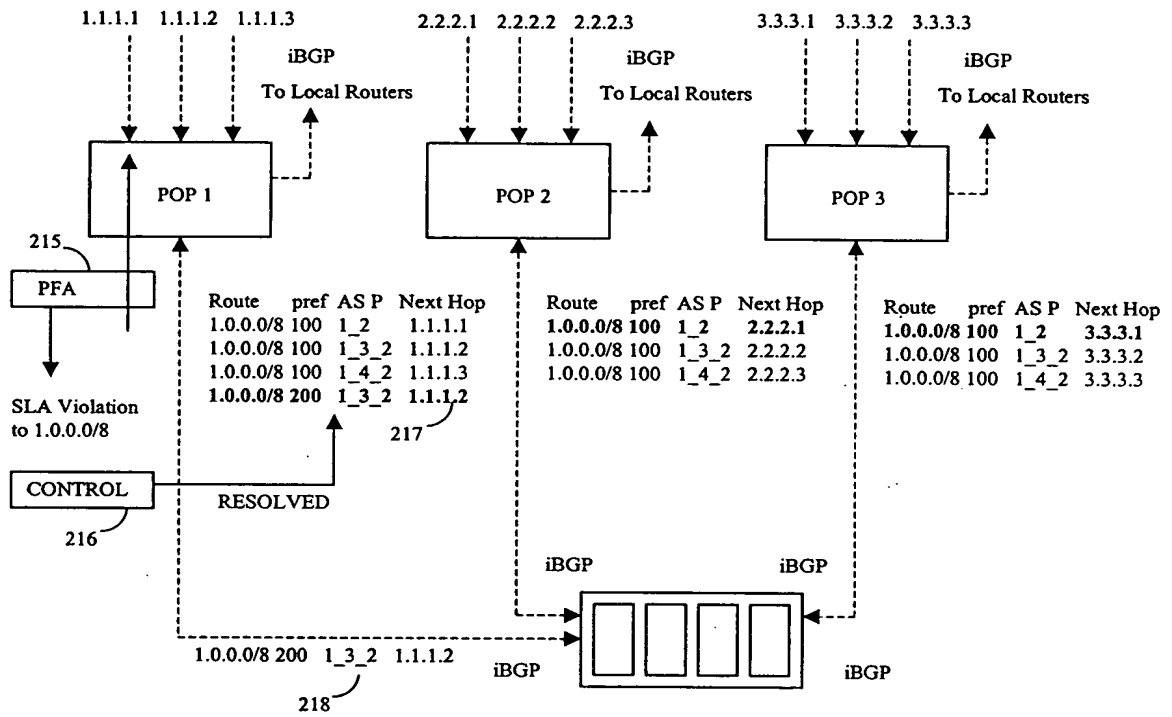 1.1.1.1 1.1.1.2 1.1.1.3 2.2.2.1 2.2.2.2 2.2.2.3 3.3.3.1 3.3.3.2 3.3.3.3
iBGP iBGP iBGP
To Local Routers To Local Routers To Local Routers
POP 1 POP 2 POP 3
215
PFA
Route pref AS P Next Hop
1.0.0.0/8 100 1_2 1.1.1.1
1.0.0.0/8 100 1_3_2 1.1.1.2
1.0.0.0/8 100 1_4_2 1.1.1.3
1.0.0.0/8 200 1_3_2 1.1.1.2
217
Route pref AS P Next Hop
1.0.0.0/8 100 1_2 2.2.2.1
1.0.0.0/8 100 1_3_2 2.2.2.2
1.0.0.0/8 100 1_4_2 2.2.2.3
Route pref AS P Next Hop
1.0.0.0/8 100 1_2 3.3.3.1
1.0.0.0/8 100 1_3_2 3.3.3.2
1.0.0.0/8 100 1_4_2 3.3.3.3
SLA Violation
to 1.0.0.0/8
CONTROL
RESOLVED
216
iBGP iBGP
1.0.0.0/8 200 1_3_2 1.1.1.2
iBGP iBGP
218